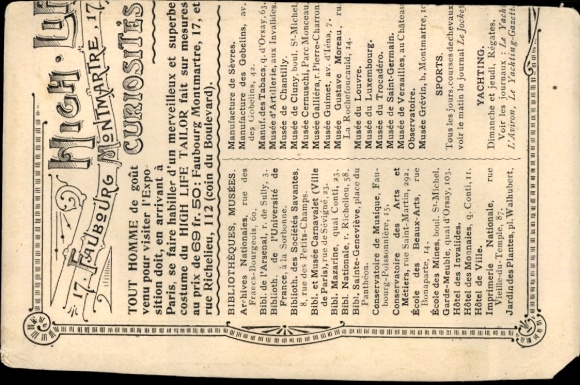 HIGH-LIFE
17, FAUBOURG MONTMARTRE, 17
CURIOSITÉS
TOUT HOMME de goût
venu pour visiter l'Expo-
sition doit, en arrivant à
Paris, se faire habiller d'un merveilleux et superbe
costume HIGH LIFE TAILOR fait sur mesures
au prix de 69 fr. 50: Faubourg Montmartre, 17, et
rue Richelieu, 112 (coin du Boulevard).
BIBLIOTHÈQUES, MUSÉES.
Archives Nationales, rue des
Francs-Bourgeois, 60.
Bibl. de l'Arsenal, r. de Sully, 3.
Biblioth. de l'Université de
France, à la Sorbonne.
Biblioth. des Sociétés Savantes,
8, rue des Petits-Champs.
Bibl. et Musée Carnavalet (Ville
de Paris), rue de Sévigné, 23.
Bibl. Mazarine, quai Conti, 23.
Bibl. Nationale, r. Richelieu, 58.
Bibl. Sainte-Geneviève, place du
Panthéon.
Conservatoire de Musique, Fau-
bourg-Poissonnière, 15.
Conservatoire des Arts et
Métiers, rue Saint-Martin, 292.
École des Beaux-Arts, rue
Bonaparte, 14.
École des Mines, boul. St-Michel.
Garde-Meuble, quai d'Orsay, 103.
Hôtel des Invalides.
Hôtel des Monnaies, q. Conti, 11.
Hôtel de Ville.
Imprimerie Nationale, rue
Vieille-du-Temple, 87.
Jardin des Plantes, pl. Walhubert.
Manufacture de Sèvres.
Manufacture des Gobelins, av.
des Gobelins, 42.
Manuf. des Tabacs, q. d'Orsay, 63.
Musée d'Artillerie, aux Invalides.
Musée de Chantilly.
Musée de Cluny, boul. St-Michel.
Musée Cernuschi, Parc Monceau.
Musée Galliéra, r. Pierre-Charron
Musée Guimet, av. d'Iéna, 7.
Musée Gustave Moreau, ru
La Rochefoucauld, 14.
Musée du Louvre.
Musée du Luxembourg.
Musée du Trocadéro.
Musée de Saint-Germain.
Musée de Versailles, au Château
Observatoire.
Musée Grévin, b. Montmartre, 10
SPORTS.
Tous les jours, courses de chevaux
voir le matin le journal Le Jockey
YACHTING.
Dimanche et jeudi, Régates.
Voir les journaux Le Yacht
L'Aviron, Le Yachting-Gazette